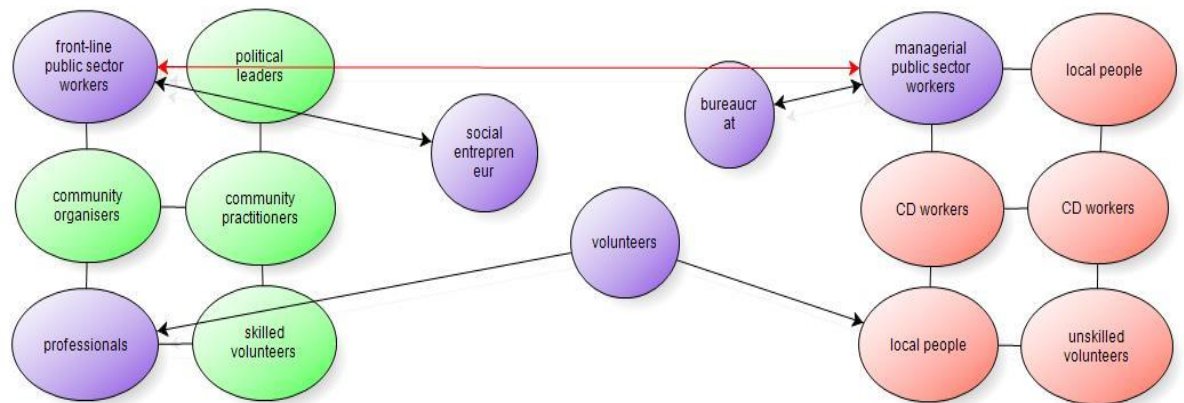 front-line
public sector
workers
political
leaders
social
entrepren
eur
bureaucr
at
managerial
public sector
workers
local people
community
organisers
community
practitioners
volunteers
CD workers
CD workers
professionals
skilled
volunteers
local people
unskilled
volunteers